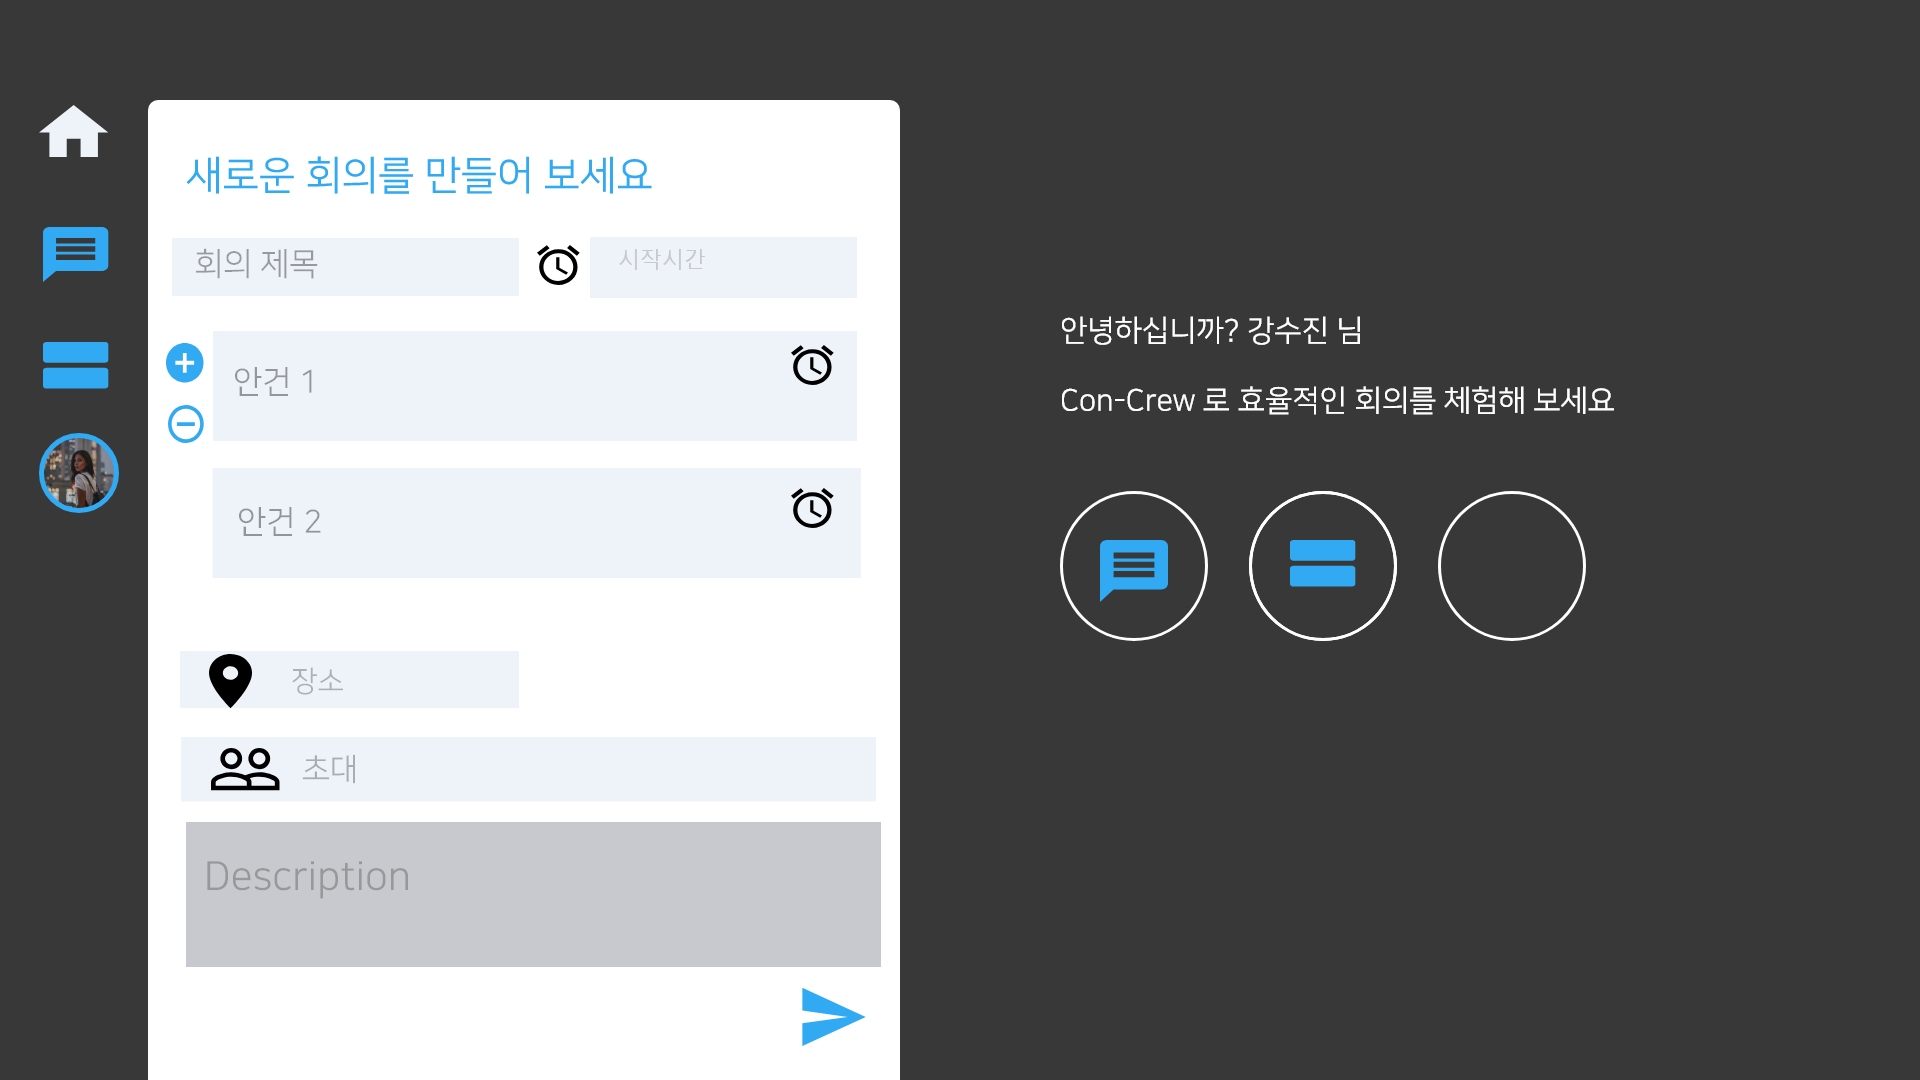 새로운 회의를 만들어 보세요
회의 제목
시작시간
안건 1
안건 2
장소
초대
Description
안녕하십니까? 강수진 님
Con-Crew 로 효율적인 회의를 체험해 보세요